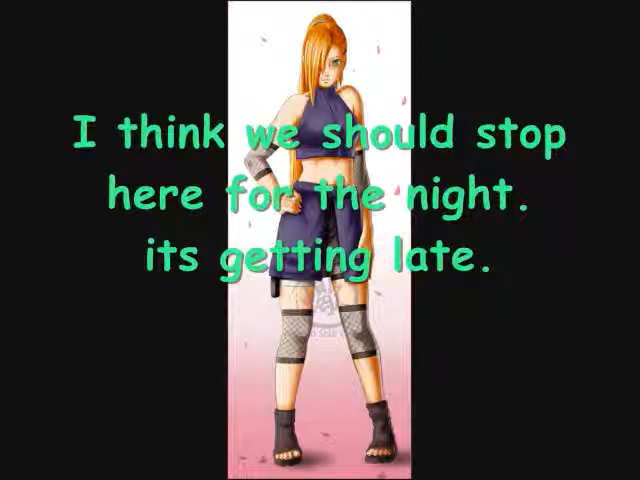 I think we should stop
here for the night.
its getting late.